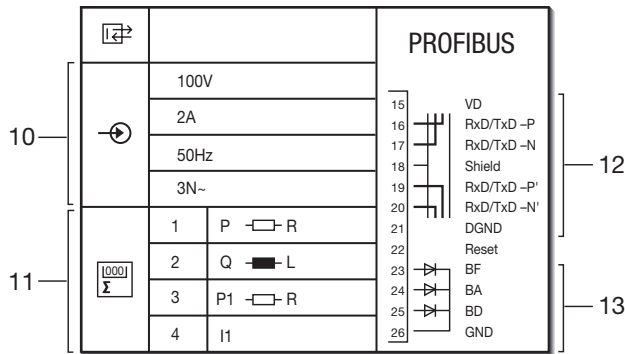 PROFIBUS
10
100V
2A
50Hz
3N~
11
000
Σ
1 P R
2 Q L
3 P1 R
4 I1
15 VD
16 RxD/TxD –P
17 RxD/TxD –N
18 Shield
19 RxD/TxD –P'
20 RxD/TxD –N'
21 DGND
22 Reset
23 BF
24 BA
25 BD
26 GND
12
13